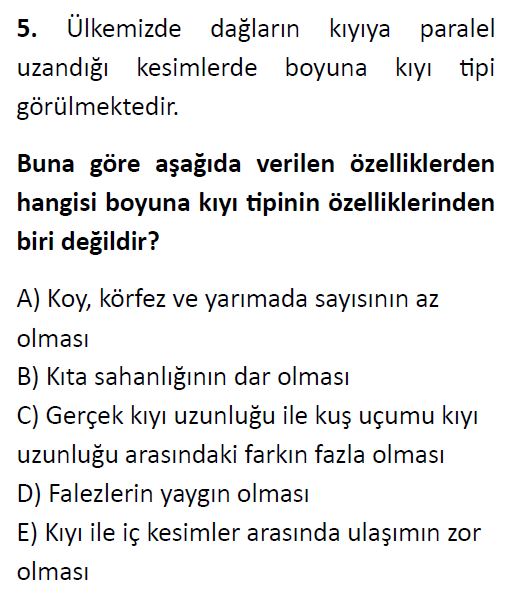 5. Ülkemizde dağların kıyıya paralel
uzandığı kesimlerde boyuna kıyı tipi
görülmektedir.
Buna göre aşağıda verilen özelliklerden
hangisi boyuna kıyı tipinin özelliklerinden
biri değildir?
A) Koy, körfez ve yarımada sayısının az
olması
B) Kıta sahanlığının dar olması
C) Gerçek kıyı uzunluğu ile kuş uçumu kıyı
uzunluğu arasındaki farkın fazla olması
D) Falezlerin yaygın olması
E) Kıyı ile iç kesimler arasında ulaşımın zor
olması